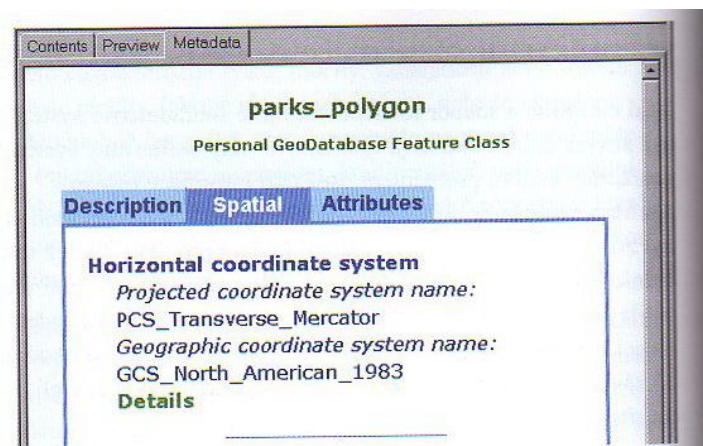 Contents Preview Metadata
parks_polygon
Personal GeoDatabase Feature Class
Description Spatial Attributes
Horizontal coordinate system
Projected coordinate system name:
PCS_Transverse_Mercator
Geographic coordinate system name:
GCS_North_American_1983
Details